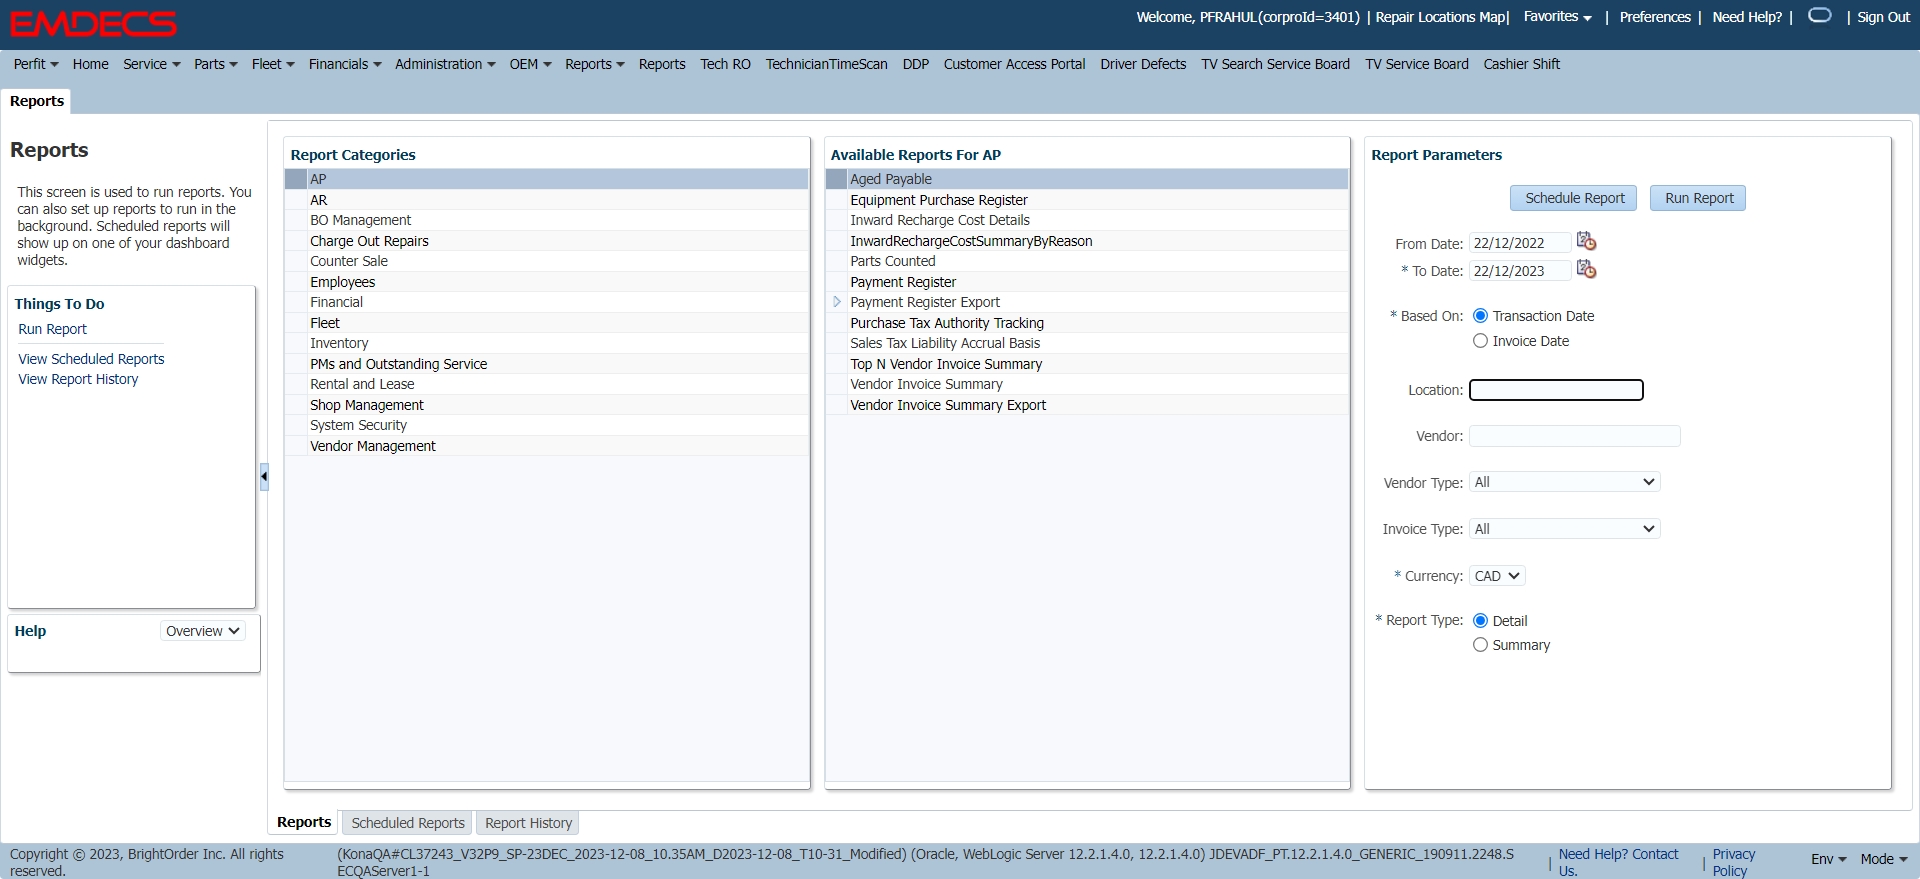 EMDECS
Welcome, PFRAHUL(corproId=3401) | Repair Locations Map| Favorites | Preferences | Need Help? | | Sign Out
Perfit Home Service Parts Fleet Financials Administration OEM Reports Reports Tech RO TechnicianTimeScan DDP Customer Access Portal Driver Defects TV Search Service Board TV Service Board Cashier Shift
Reports
Reports
This screen is used to run reports. You
can also set up reports to run in the
background. Scheduled reports will
show up on one of your dashboard
widgets.
Things To Do
Run Report
View Scheduled Reports
View Report History
Help
Overview
Report Categories
AP
AR
BO Management
Charge Out Repairs
Counter Sale
Employees
Financial
Fleet
Inventory
PMs and Outstanding Service
Rental and Lease
Shop Management
System Security
Vendor Management
Available Reports For AP
Aged Payable
Equipment Purchase Register
Inward Recharge Cost Details
InwardRechargeCostSummaryByReason
Parts Counted
Payment Register
Payment Register Export
Purchase Tax Authority Tracking
Sales Tax Liability Accrual Basis
Top N Vendor Invoice Summary
Vendor Invoice Summary
Vendor Invoice Summary Export
Report Parameters
Schedule Report Run Report
From Date: 22/12/2022
* To Date: 22/12/2023
* Based On: Transaction Date
Invoice Date
Location:
Vendor:
Vendor Type: All
Invoice Type: All
* Currency: CAD
* Report Type: Detail
Summary
Reports Scheduled Reports Report History
Copyright © 2023, BrightOrder Inc. All rights
reserved.
(KonaQA#CL37243_V32P9_SP-23DEC_2023-12-08_10.35AM_D2023-12-08_T10-31_Modified) (Oracle, WebLogic Server 12.2.1.4.0, 12.2.1.4.0) JDEVADF_PT.12.2.1.4.0_GENERIC_190911.2248.S
ECQAServer1-1
| Need Help? Contact
Us.
| Privacy
Policy
Env Mode